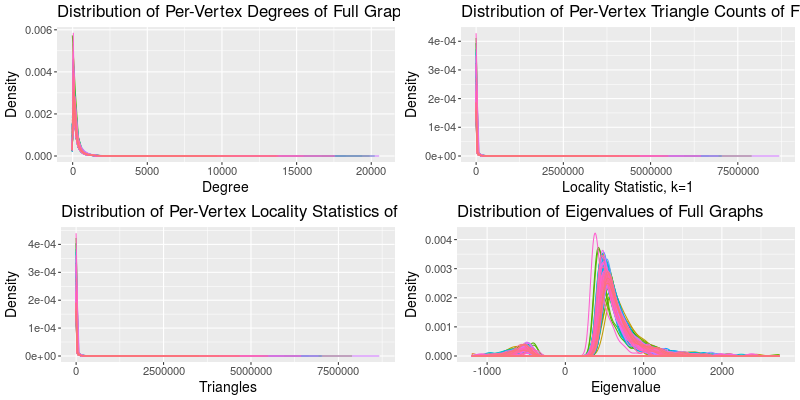 Distribution of Per-Vertex Degrees of Full Grap
0.006
0.004
0.002
0.000
Density
0
5000
10000
15000
20000
Degree
Distribution of Per-Vertex Triangle Counts of F
4e-04
3e-04
2e-04
1e-04
0e+00
Density
0
2500000
5000000
7500000
Locality Statistic, k=1
Distribution of Per-Vertex Locality Statistics of
4e-04
3e-04
2e-04
1e-04
0e+00
Density
0
2500000
5000000
7500000
Triangles
Distribution of Eigenvalues of Full Graphs
0.004
0.003
0.002
0.001
0.000
Density
-1000
0
1000
2000
Eigenvalue